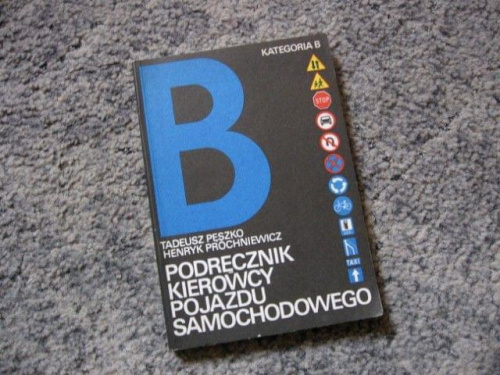 KATEGORIA B
B
STOP
TADEUSZ PESZKO
HENRYK PRÓCHNIEWICZ
PODRĘCZNIK
KIEROWCY
POJAZDU
SAMOCHODOWEGO
TAXI